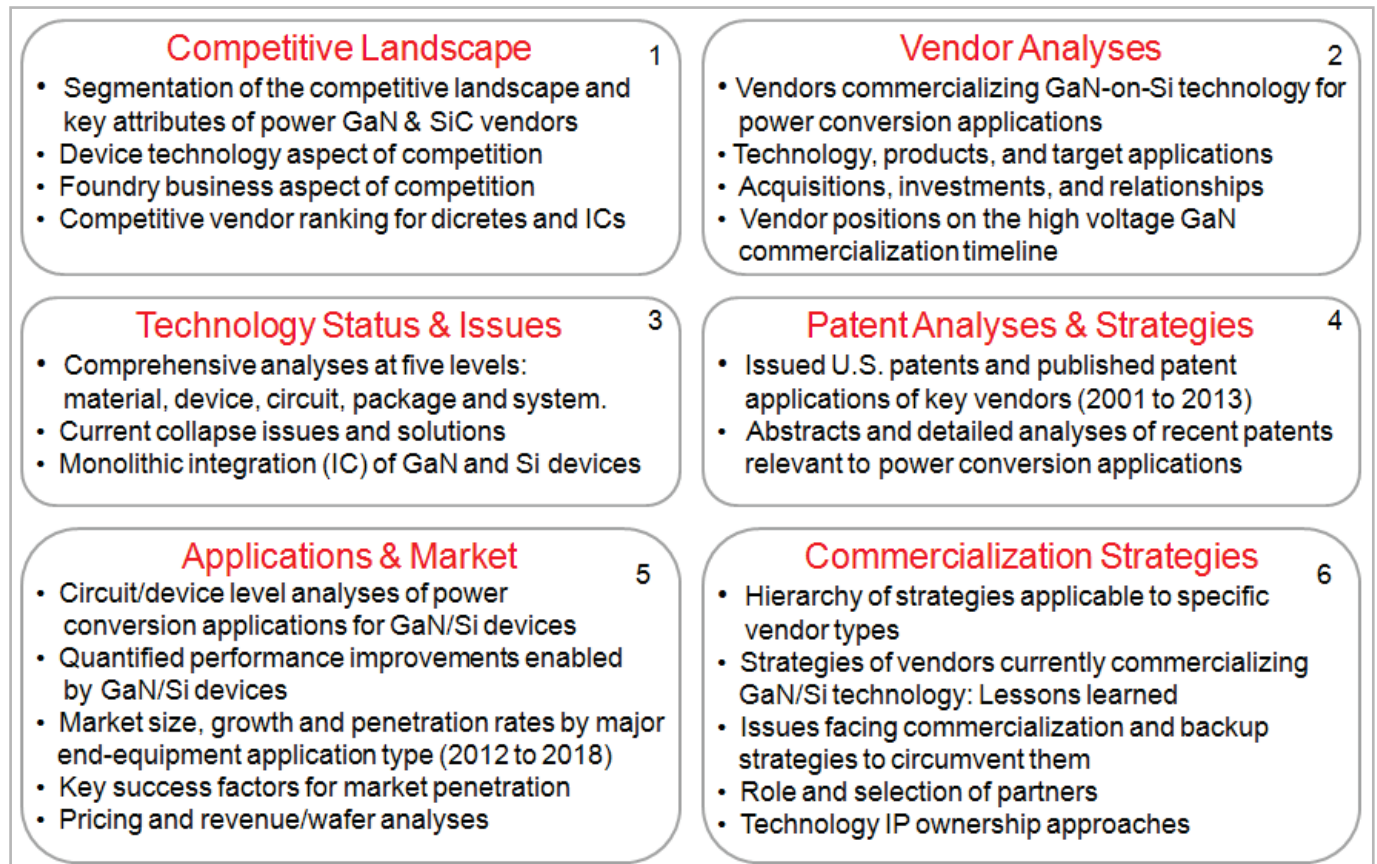 Competitive Landscape 1
• Segmentation of the competitive landscape and
key attributes of power GaN & SiC vendors
• Device technology aspect of competition
• Foundry business aspect of competition
• Competitive vendor ranking for dicretes and ICs
Vendor Analyses 2
• Vendors commercializing GaN-on-Si technology for
power conversion applications
• Technology, products, and target applications
• Acquisitions, investments, and relationships
• Vendor positions on the high voltage GaN
commercialization timeline
Technology Status & Issues 3
• Comprehensive analyses at five levels:
material, device, circuit, package and system.
• Current collapse issues and solutions
• Monolithic integration (IC) of GaN and Si devices
Patent Analyses & Strategies 4
• Issued U.S. patents and published patent
applications of key vendors (2001 to 2013)
• Abstracts and detailed analyses of recent patents
relevant to power conversion applications
Applications & Market 5
• Circuit/device level analyses of power
conversion applications for GaN/Si devices
• Quantified performance improvements enabled
by GaN/Si devices
• Market size, growth and penetration rates by major
end-equipment application type (2012 to 2018)
• Key success factors for market penetration
• Pricing and revenue/wafer analyses
Commercialization Strategies 6
• Hierarchy of strategies applicable to specific
vendor types
• Strategies of vendors currently commercializing
GaN/Si technology: Lessons learned
• Issues facing commercialization and backup
strategies to circumvent them
• Role and selection of partners
• Technology IP ownership approaches